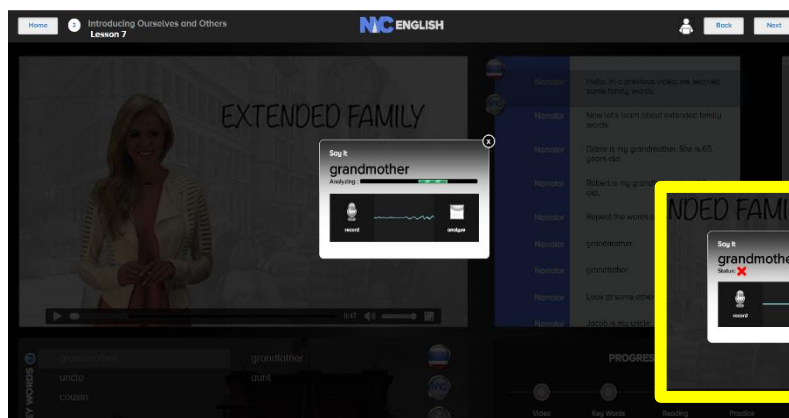 Home
3
Introducing Ourselves and Others
Lesson 7
NYC ENGLISH
Back
Next
EXTENDED FAMILY
Say It
grandmother
Analyzing :
record
analyze
x
0:47
Narrator
Hello. In a previous video, we learned
some family words.
Narrator
Now let's learn about extended family
words.
Narrator
Diane is my grandmother. She is 65
years old.
Narrator
Robert is my grand
old.
Narrator
Repeat the words
Narrator
grandmother
Narrator
grandfather
Narrator
Look at some other
Narrator
Jacob is my uncle
NDED FAMI
Say It
grandmothe
Status:
record
KEY WORDS
grandmother
grandfather
uncle
aunt
cousin
PROGRES
Video
Key Words
Reading
Practice